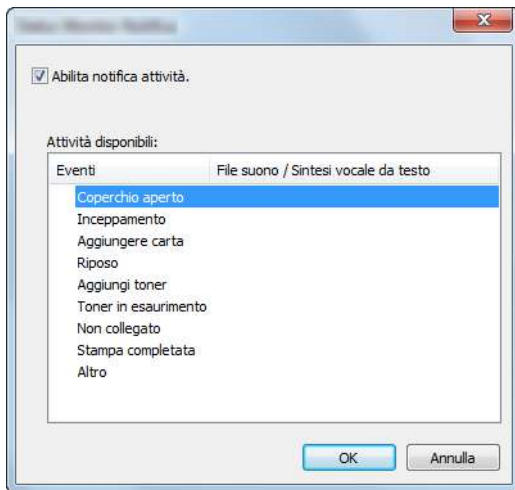 Abilita notifica attività.
Attività disponibili:
Eventi File suono / Sintesi vocale da testo
Coperchio aperto
Inceppamento
Aggiungere carta
Riposo
Aggiungi toner
Toner in esaurimento
Non collegato
Stampa completata
Altro
OK Annulla